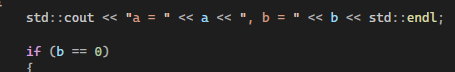 std::cout << "a = " << a << ", b = " << b << std::endl;
if (b == 0)
{